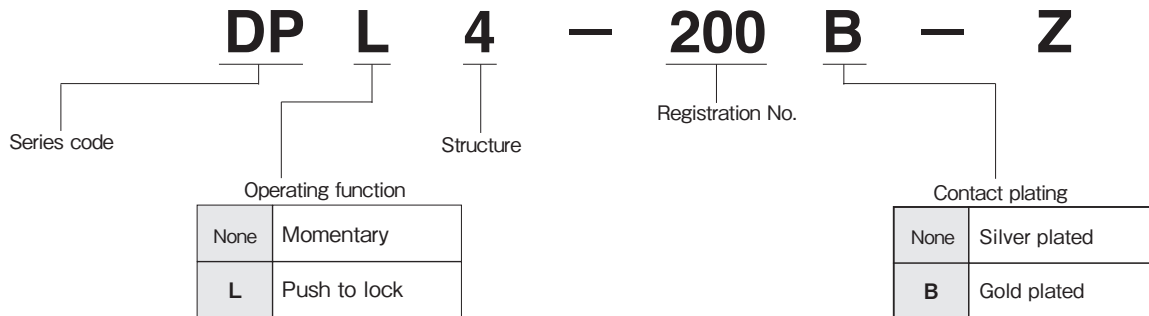 DP L 4 — 200 B — Z
Registration No.
Series code
Structure
Operating function
None Momentary
L Push to lock
Contact plating
None Silver plated
B Gold plated